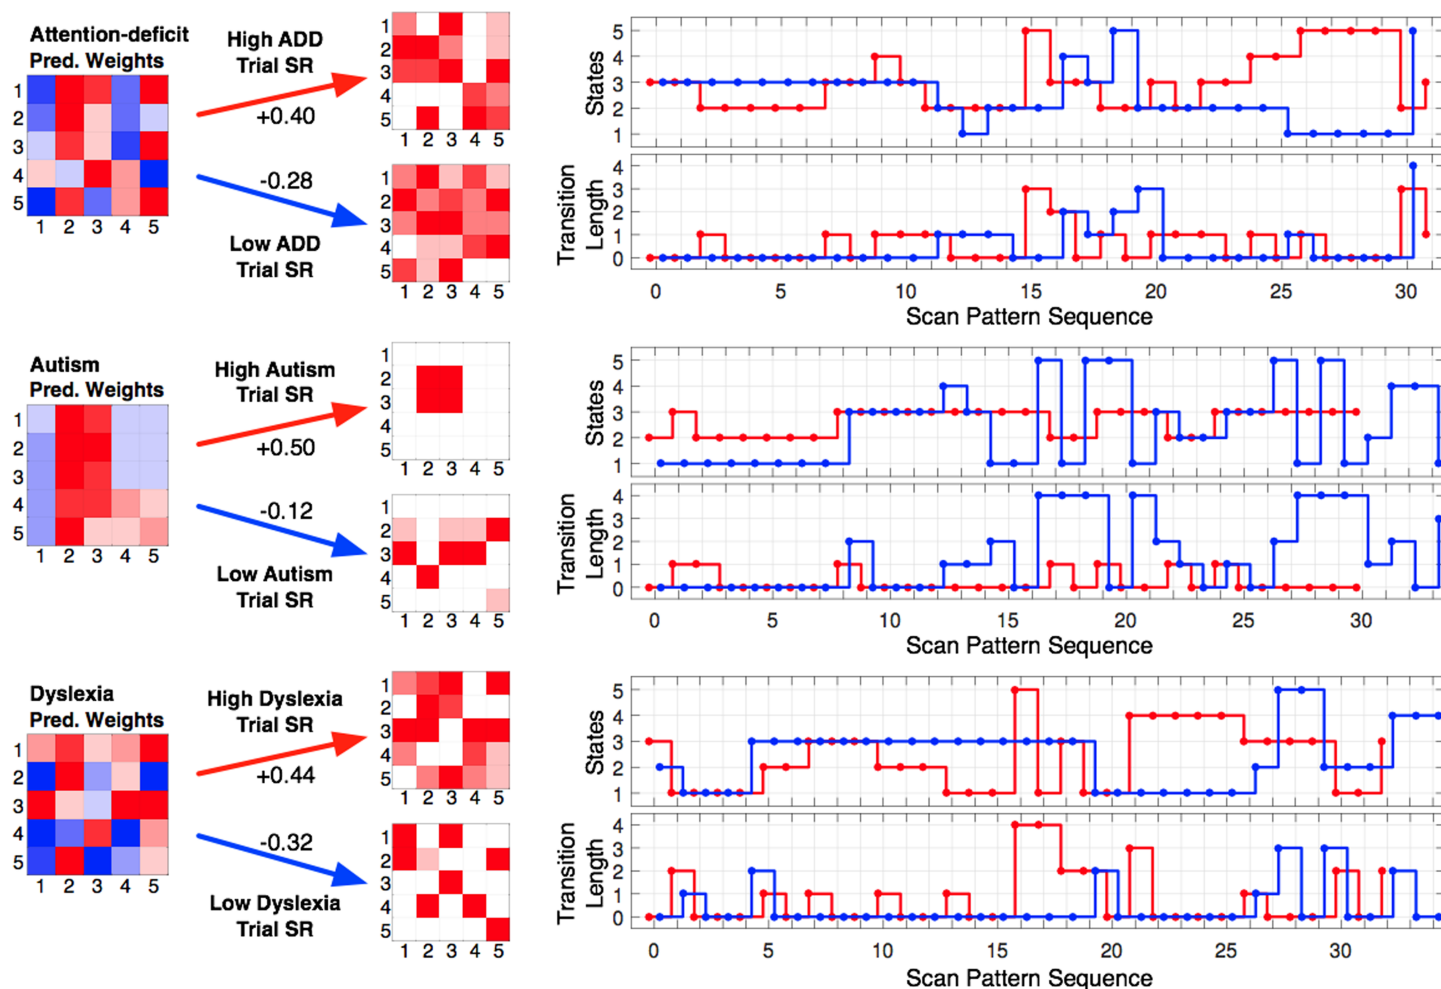 Attention-deficit
Pred. Weights
1
2
3
4
5
1 2 3 4 5
High ADD
Trial SR
+0.40
-0.28
Low ADD
Trial SR
1
2
3
4
5
1 2 3 4 5
1
2
3
4
5
1 2 3 4 5
States
5
4
3
2
1
Transition
Length
4
3
2
1
0
0 5 10 15 20 25 30
Scan Pattern Sequence
Autism
Pred. Weights
1
2
3
4
5
1 2 3 4 5
High Autism
Trial SR
+0.50
-0.12
Low Autism
Trial SR
1
2
3
4
5
1 2 3 4 5
1
2
3
4
5
1 2 3 4 5
States
5
4
3
2
1
Transition
Length
4
3
2
1
0
0 5 10 15 20 25 30
Scan Pattern Sequence
Dyslexia
Pred. Weights
1
2
3
4
5
1 2 3 4 5
High Dyslexia
Trial SR
+0.44
-0.32
Low Dyslexia
Trial SR
1
2
3
4
5
1 2 3 4 5
1
2
3
4
5
1 2 3 4 5
States
5
4
3
2
1
Transition
Length
4
3
2
1
0
0 5 10 15 20 25 30
Scan Pattern Sequence